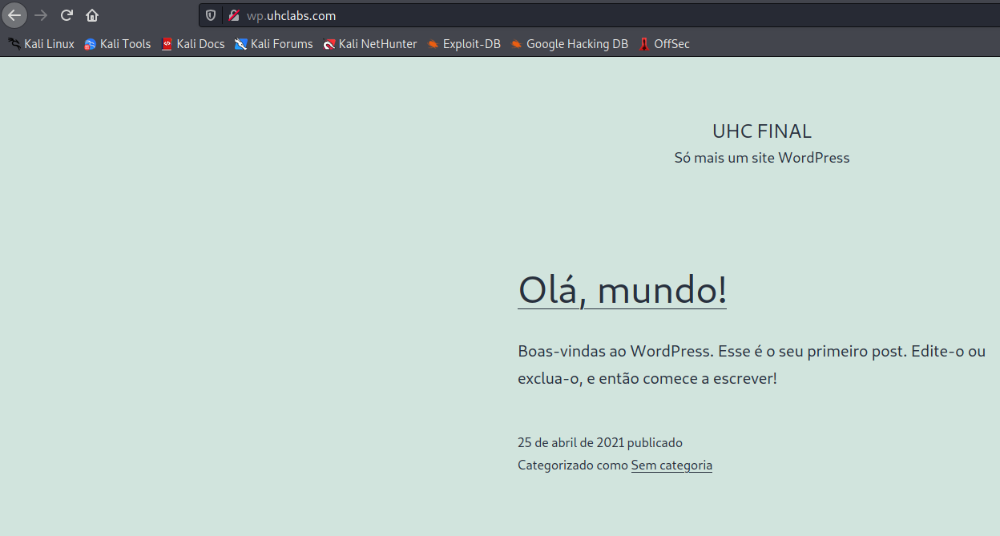 wp.uhclabs.com
Kali Linux Kali Tools Kali Docs Kali Forums Kali NetHunter Exploit-DB Google Hacking DB OffSec
UHC FINAL
Só mais um site WordPress
Olá, mundo!
Boas-vindas ao WordPress. Esse é o seu primeiro post. Edite-o ou
exclua-o, e então comece a escrever!
25 de abril de 2021 publicado
Categorizado como Sem categoria